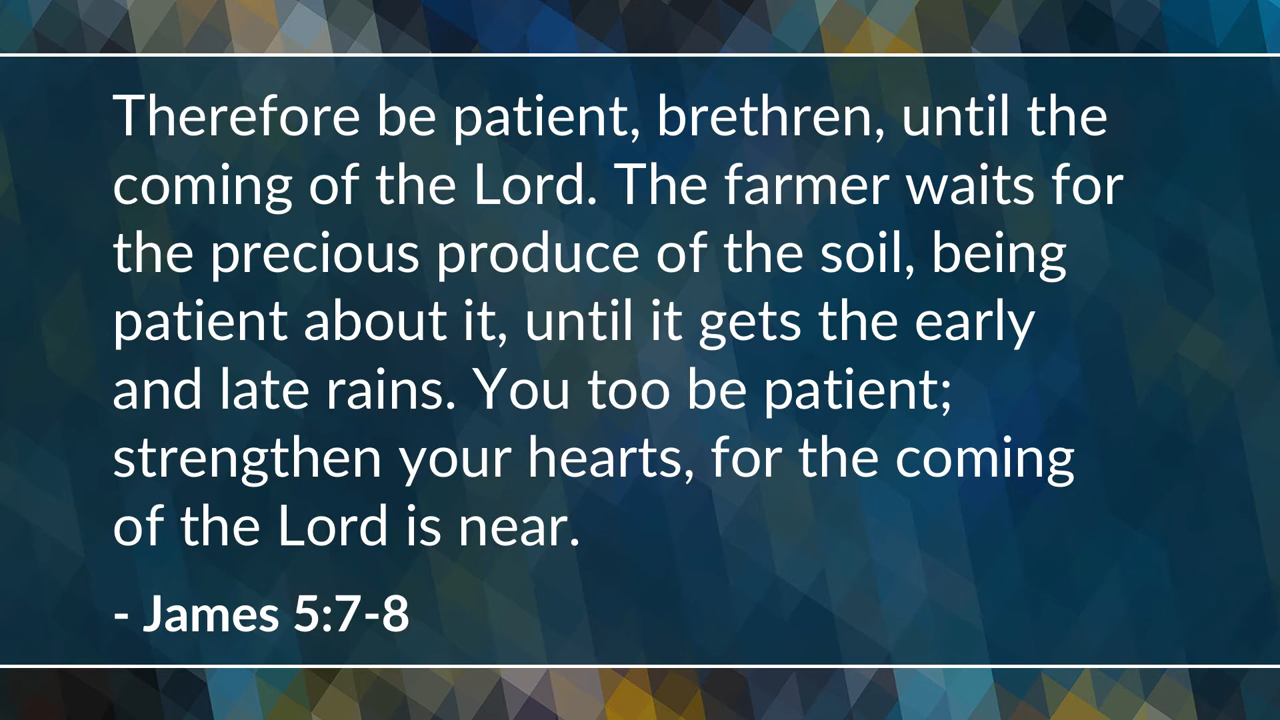 Therefore be patient, brethren, until the
coming of the Lord. The farmer waits for
the precious produce of the soil, being
patient about it, until it gets the early
and late rains. You too be patient;
strengthen your hearts, for the coming
of the Lord is near.
- James 5:7-8